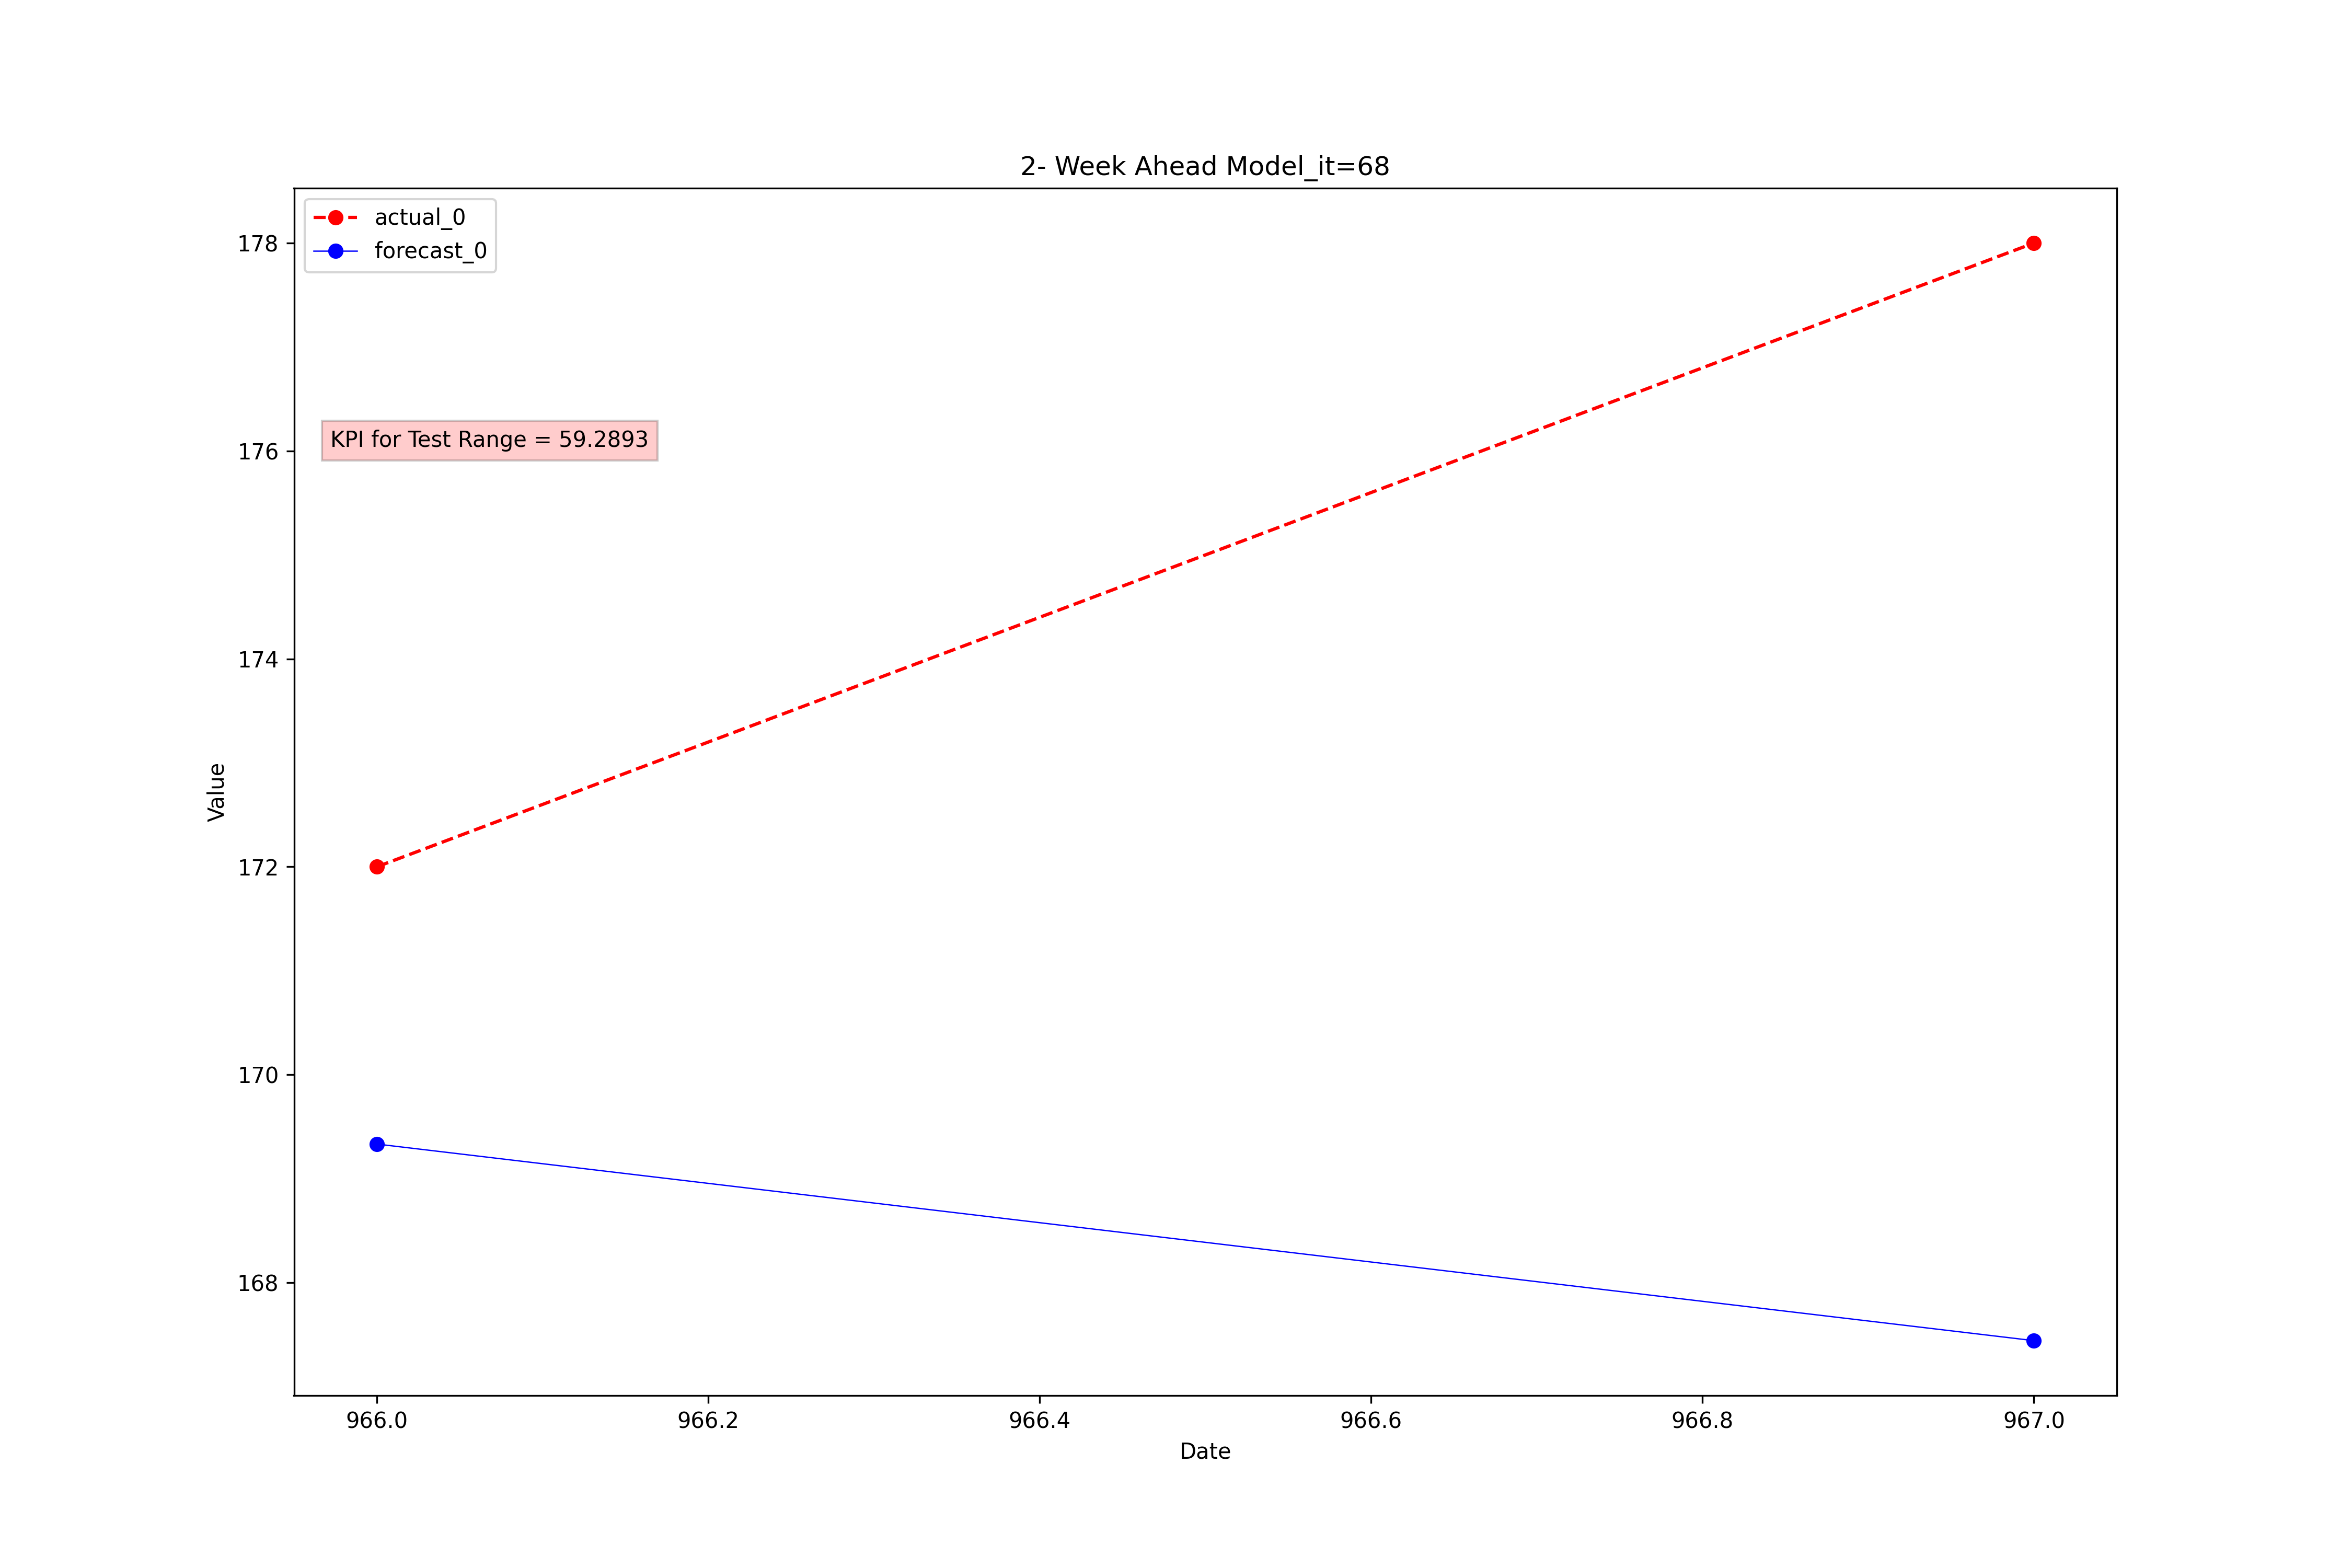 2- Week Ahead Model_it=68
actual_0
forecast_0
KPI for Test Range = 59.2893
Value
178
176
174
172
170
168
966.0 966.2 966.4 966.6 966.8 967.0
Date